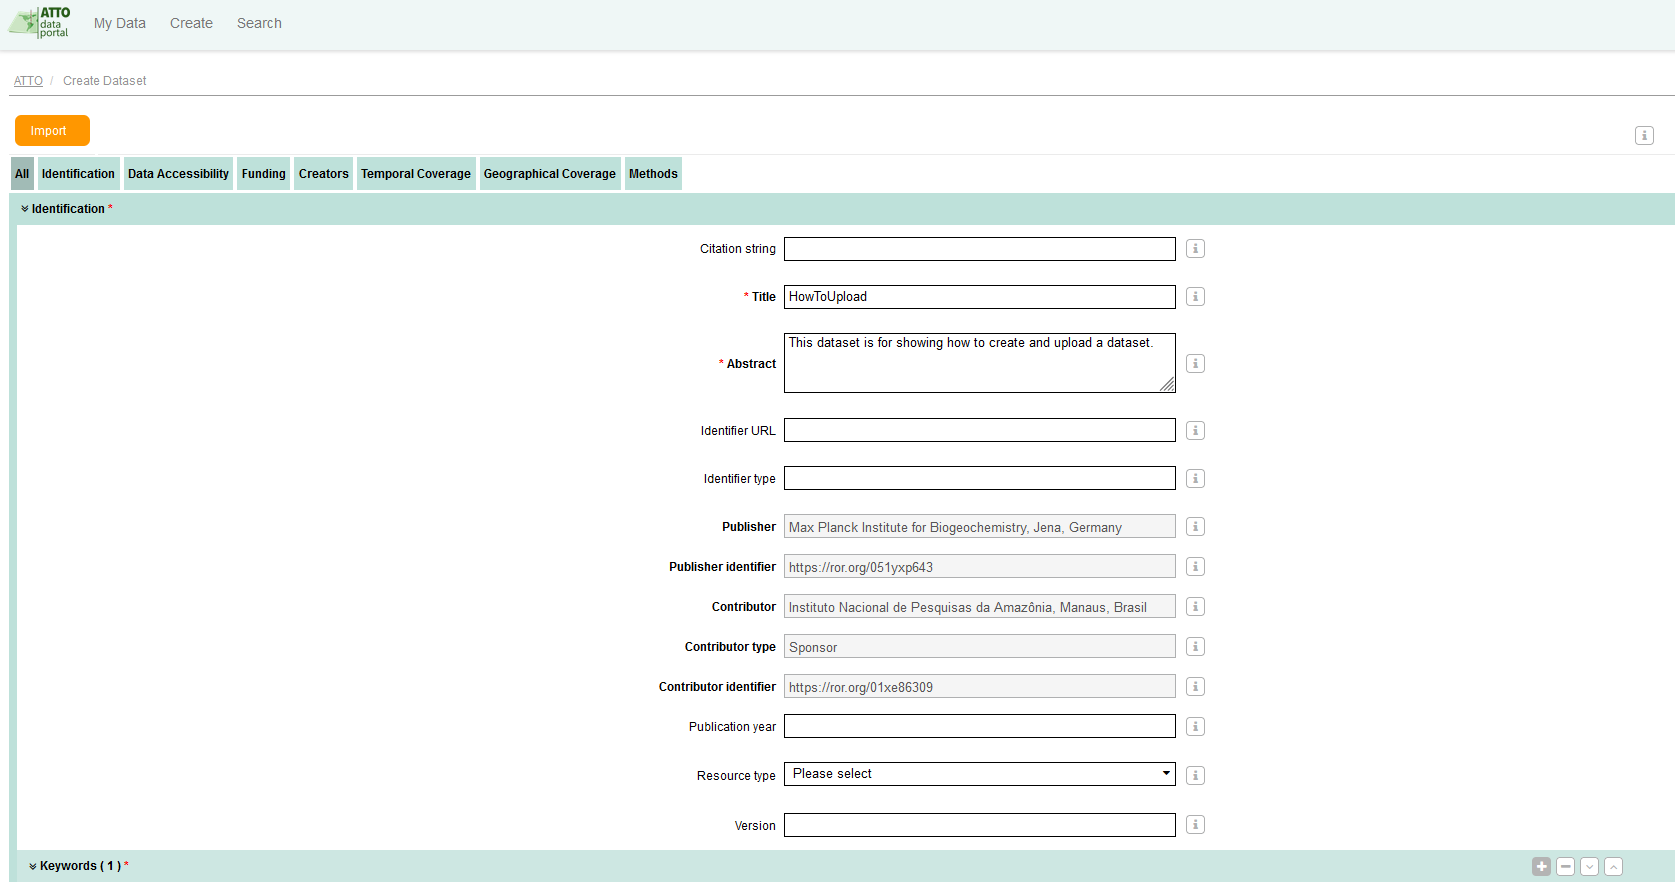 ATTO
data
portal
My Data Create Search
ATTO / Create Dataset
Import
i
All Identification Data Accessibility Funding Creators Temporal Coverage Geographical Coverage Methods
Identification *
Citation string i
* Title HowToUpload i
* Abstract This dataset is for showing how to create and upload a dataset. i
Identifier URL i
Identifier type i
Publisher Max Planck Institute for Biogeochemistry, Jena, Germany i
Publisher identifier https://ror.org/051yxp643 i
Contributor Instituto Nacional de Pesquisas da Amazônia, Manaus, Brasil i
Contributor type Sponsor i
Contributor identifier https://ror.org/01xe86309 i
Publication year i
Resource type Please select i
Version i
Keywords ( 1 ) *